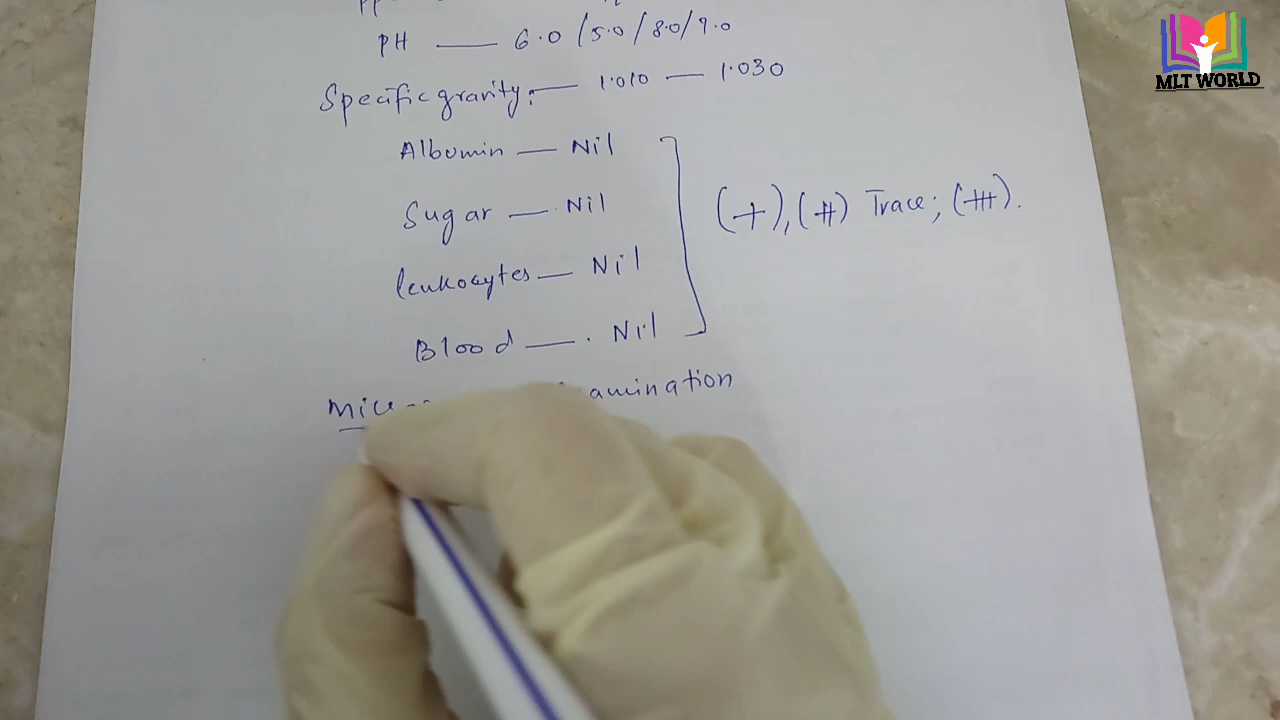 PH — 6.0 / 5.0 / 8.0 / 7.0
Specific gravity :— 1.010 — 1.030
Albumin — Nil
Sugar — Nil
leukocytes — Nil
Blood — . Nil
(+), (++) Trace; (+++).
amination
MLT WORLD